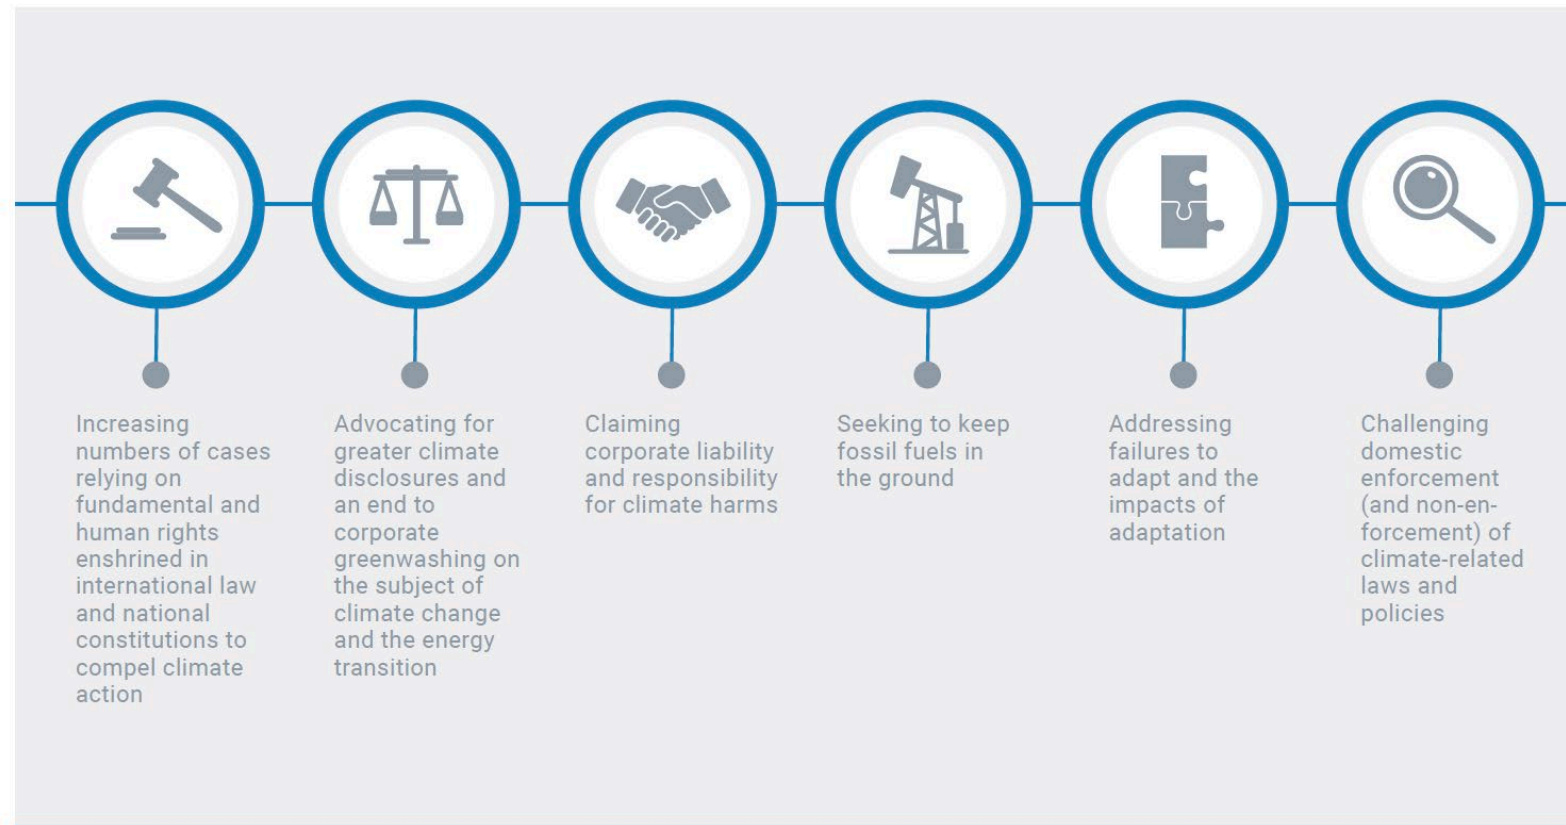 Increasing
numbers of cases
relying on
fundamental and
human rights
enshrined in
international law
and national
constitutions to
compel climate
action
Advocating for
greater climate
disclosures and
an end to
corporate
greenwashing on
the subject of
climate change
and the energy
transition
Claiming
corporate liability
and responsibility
for climate harms
Seeking to keep
fossil fuels in
the ground
Addressing
failures to
adapt and the
impacts of
adaptation
Challenging
domestic
enforcement
(and non-en-
forcement) of
climate-related
laws and
policies